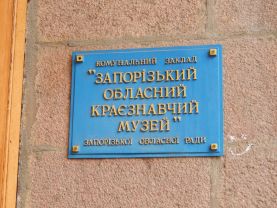 КОМУНАЛЬНИЙ ЗАКЛАД
"ЗАПОРІЗЬКИЙ
ОБЛАСНИЙ
КРАЄЗНАВЧИЙ
МУЗЕЙ"
ЗАПОРІЗЬКОЇ ОБЛАСНОЇ РАДИ